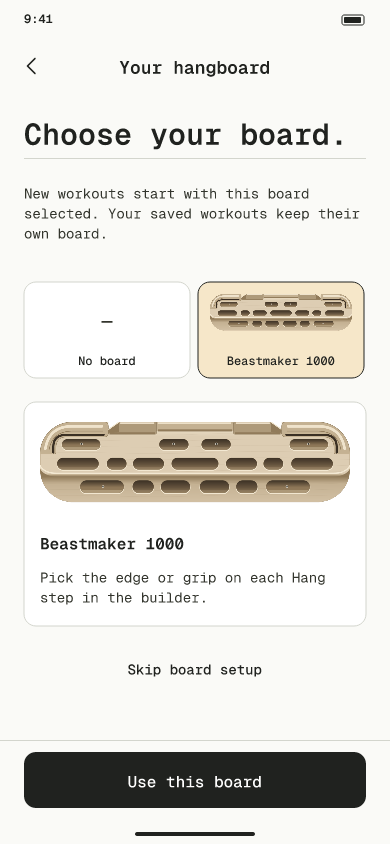 9:41
Your hangboard
Choose your board.
New workouts start with this board
selected. Your saved workouts keep their
own board.
—
No board
Beastmaker 1000
Beastmaker 1000
Pick the edge or grip on each Hang
step in the builder.
Skip board setup
Use this board